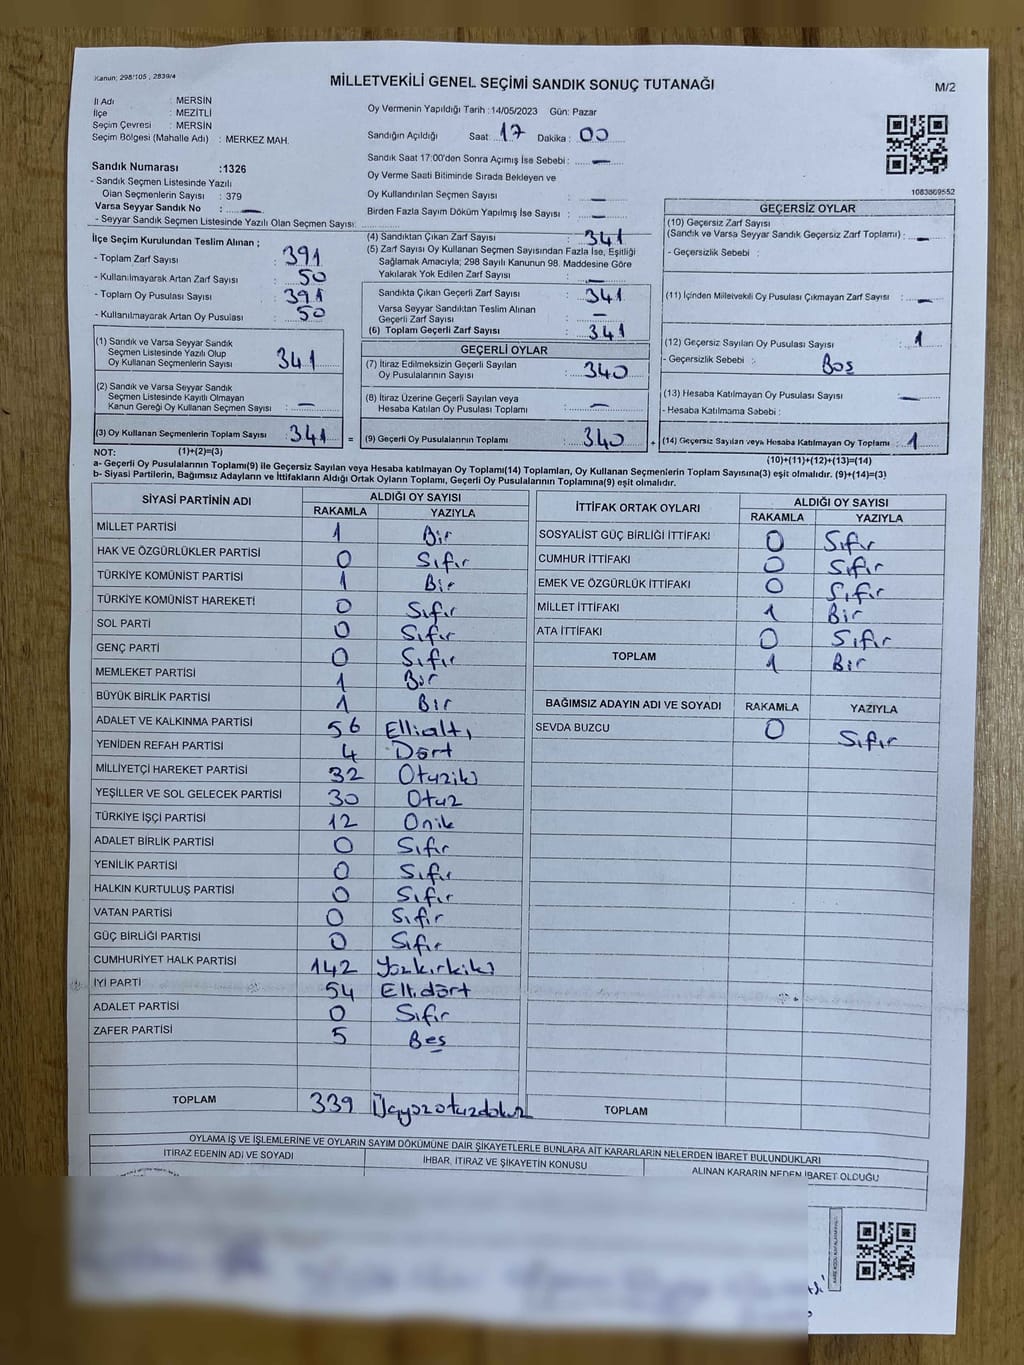 Kanun; 298/105 , 2839/4
MİLLETVEKİLİ GENEL SEÇİMİ SANDIK SONUÇ TUTANAĞI
M/2
İl Adı : MERSİN
İlçe : MEZİTLİ
Seçim Çevresi : MERSİN
Seçim Bölgesi (Mahalle Adı) : MERKEZ MAH.
Sandık Numarası :1326
- Sandık Seçmen Listesinde Yazılı
Olan Seçmenlerin Sayısı : 379
Varsa Seyyar Sandık No : —
- Seyyar Sandık Seçmen Listesinde Yazılı Olan Seçmen Sayısı:
Oy Vermenin Yapıldığı Tarih :14/05/2023 Gün: Pazar
Sandığın Açıldığı Saat: 17 Dakika : 00
Sandık Saat 17:00'den Sonra Açımış İse Sebebi : —
Oy Verme Saati Bitiminde Sırada Bekleyen ve
Oy Kullandırılan Seçmen Sayısı : —
Birden Fazla Sayım Döküm Yapılmış İse Sayısı : —
1083869552
İlçe Seçim Kurulundan Teslim Alınan ;
- Toplam Zarf Sayısı : 391
- Kullanılmayarak Artan Zarf Sayısı : 50
- Toplam Oy Pusulası Sayısı : 391
- Kullanılmayarak Artan Oy Pusulası : 50
(4) Sandıktan Çıkan Zarf Sayısı : 341
(5) Zarf Sayısı Oy Kullanan Seçmen Sayısından Fazla İse, Eşitliği
Sağlamak Amacıyla; 298 Sayılı Kanunun 98. Maddesine Göre
Yakılarak Yok Edilen Zarf Sayısı : —
Sandıkta Çıkan Geçerli Zarf Sayısı : 341
Varsa Seyyar Sandıktan Teslim Alınan
Geçerli Zarf Sayısı : —
(6) Toplam Geçerli Zarf Sayısı : 341
GEÇERSİZ OYLAR
(10) Geçersiz Zarf Sayısı
(Sandık ve Varsa Seyyar Sandık Geçersiz Zarf Toplamı) : —
- Geçersizlik Sebebi :
(11) İçinden Milletvekili Oy Pusulası Çıkmayan Zarf Sayısı : —
(12) Geçersiz Sayılan Oy Pusulası Sayısı : 1
- Geçersizlik Sebebi : Boş
(13) Hesaba Katılmayan Oy Pusulası Sayısı : —
- Hesaba Katılmama Sebebi :
(14) Geçersiz Sayılan veya Hesaba Katılmayan Oy Toplamı : 1
(10)+(11)+(12)+(13)=(14)
(1) Sandık ve Varsa Seyyar Sandık
Seçmen Listesinde Yazılı Olup
Oy Kullanan Seçmenlerin Sayısı : 341
(2) Sandık ve Varsa Seyyar Sandık
Seçmen Listesinde Kayıtlı Olmayan
Kanun Gereği Oy Kullanan Seçmen Sayısı : —
(3) Oy Kullanan Seçmenlerin Toplam Sayısı : 341 =
(1)+(2)=(3)
GEÇERLİ OYLAR
(7) İtiraz Edilmeksizin Geçerli Sayılan
Oy Pusulalarının Sayısı : 340
(8) İtiraz Üzerine Geçerli Sayılan veya
Hesaba Katılan Oy Pusulası Toplamı : —
(9) Geçerli Oy Pusulalarının Toplamı : 340 +
NOT:
a- Geçerli Oy Pusulalarının Toplamı(9) ile Geçersiz Sayılan veya Hesaba katılmayan Oy Toplamı(14) Toplamları, Oy Kullanan Seçmenlerin Toplam Sayısına(3) eşit olmalıdır. (9)+(14)=(3)
b- Siyasi Partilerin, Bağımsız Adayların ve İttifakların Aldığı Ortak Oyların Toplamı, Geçerli Oy Pusulalarının Toplamına(9) eşit olmalıdır.
SİYASİ PARTİNİN ADI ALDIĞI OY SAYISI
RAKAMLA YAZIYLA
MİLLET PARTİSİ 1 Bir
HAK VE ÖZGÜRLÜKLER PARTİSİ 0 Sıfır
TÜRKİYE KOMÜNİST PARTİSİ 1 Bir
TÜRKİYE KOMÜNİST HAREKETİ 0 Sıfır
SOL PARTİ 0 Sıfır
GENÇ PARTİ 0 Sıfır
MEMLEKET PARTİSİ 1 Bir
BÜYÜK BİRLİK PARTİSİ 1 Bir
ADALET VE KALKINMA PARTİSİ 56 Ellialtı
YENİDEN REFAH PARTİSİ 4 Dört
MİLLİYETÇİ HAREKET PARTİSİ 32 Otuziki
YEŞİLLER VE SOL GELECEK PARTİSİ 30 Otuz
TÜRKİYE İŞÇİ PARTİSİ 12 Onik
ADALET BİRLİK PARTİSİ 0 Sıfır
YENİLİK PARTİSİ 0 Sıfır
HALKIN KURTULUŞ PARTİSİ 0 Sıfır
VATAN PARTİSİ 0 Sıfır
GÜÇ BİRLİĞİ PARTİSİ 0 Sıfır
CUMHURİYET HALK PARTİSİ 142 Yüzkırkiki
İYİ PARTİ 54 Ellidört
ADALET PARTİSİ 0 Sıfır
ZAFER PARTİSİ 5 Beş
TOPLAM 339 Üçyüzotuzdokuz
İTTİFAK ORTAK OYLARI ALDIĞI OY SAYISI
RAKAMLA YAZIYLA
SOSYALİST GÜÇ BİRLİĞİ İTTİFAKI 0 Sıfır
CUMHUR İTTİFAKI 0 Sıfır
EMEK VE ÖZGÜRLÜK İTTİFAKI 0 Sıfır
MİLLET İTTİFAKI 1 Bir
ATA İTTİFAKI 0 Sıfır
TOPLAM 1 Bir
BAĞIMSIZ ADAYIN ADI VE SOYADI RAKAMLA YAZIYLA
SEVDA BUZCU 0 Sıfır
TOPLAM
OYLAMA İŞ VE İŞLEMLERİNE VE OYLARIN SAYIM DÖKÜMÜNE DAİR ŞİKAYETLERLE BUNLARA AİT KARARLARIN NELERDEN İBARET BULUNDUKLARI
İTİRAZ EDENİN ADI VE SOYADI İHBAR, İTİRAZ VE ŞİKAYETİN KONUSU ALINAN KARARIN NEDEN İBARET OLDUĞU